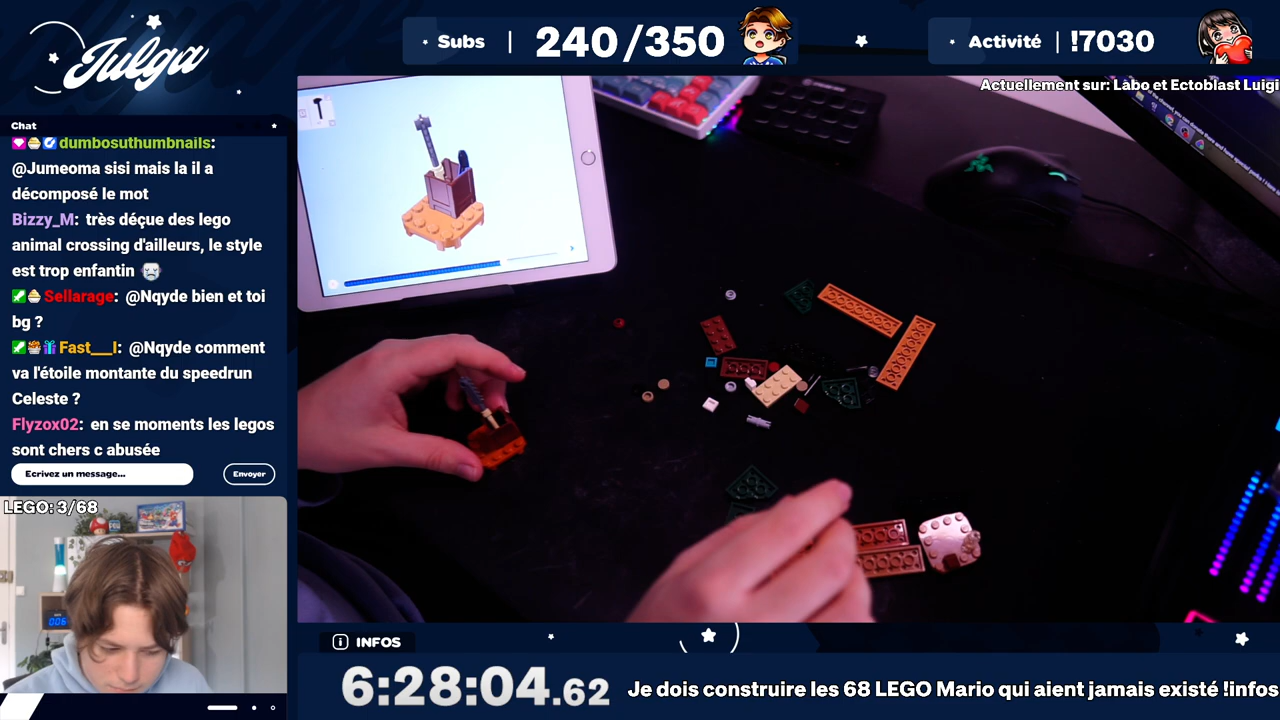 Julga
Subs | 240/350
Activité | !7030
Actuellement sur: Labo et Ectoblast Luigi
Chat
dumbosuthumbnails:
@Jumeoma sisi mais la il a
décomposé le mot
Bizzy_M: très déçue des lego
animal crossing d'ailleurs, le style
est trop enfantin
Sellarage: @Nqyde bien et toi
bg ?
Fast___l: @Nqyde comment
va l'étoile montante du speedrun
Celeste ?
Flyzox02: en se moments les legos
sont chers c abusée
Ecrivez un message...
Envoyer
LEGO: 3/68
INFOS
6:28:04.62
Je dois construire les 68 LEGO Mario qui aient jamais existé !infos